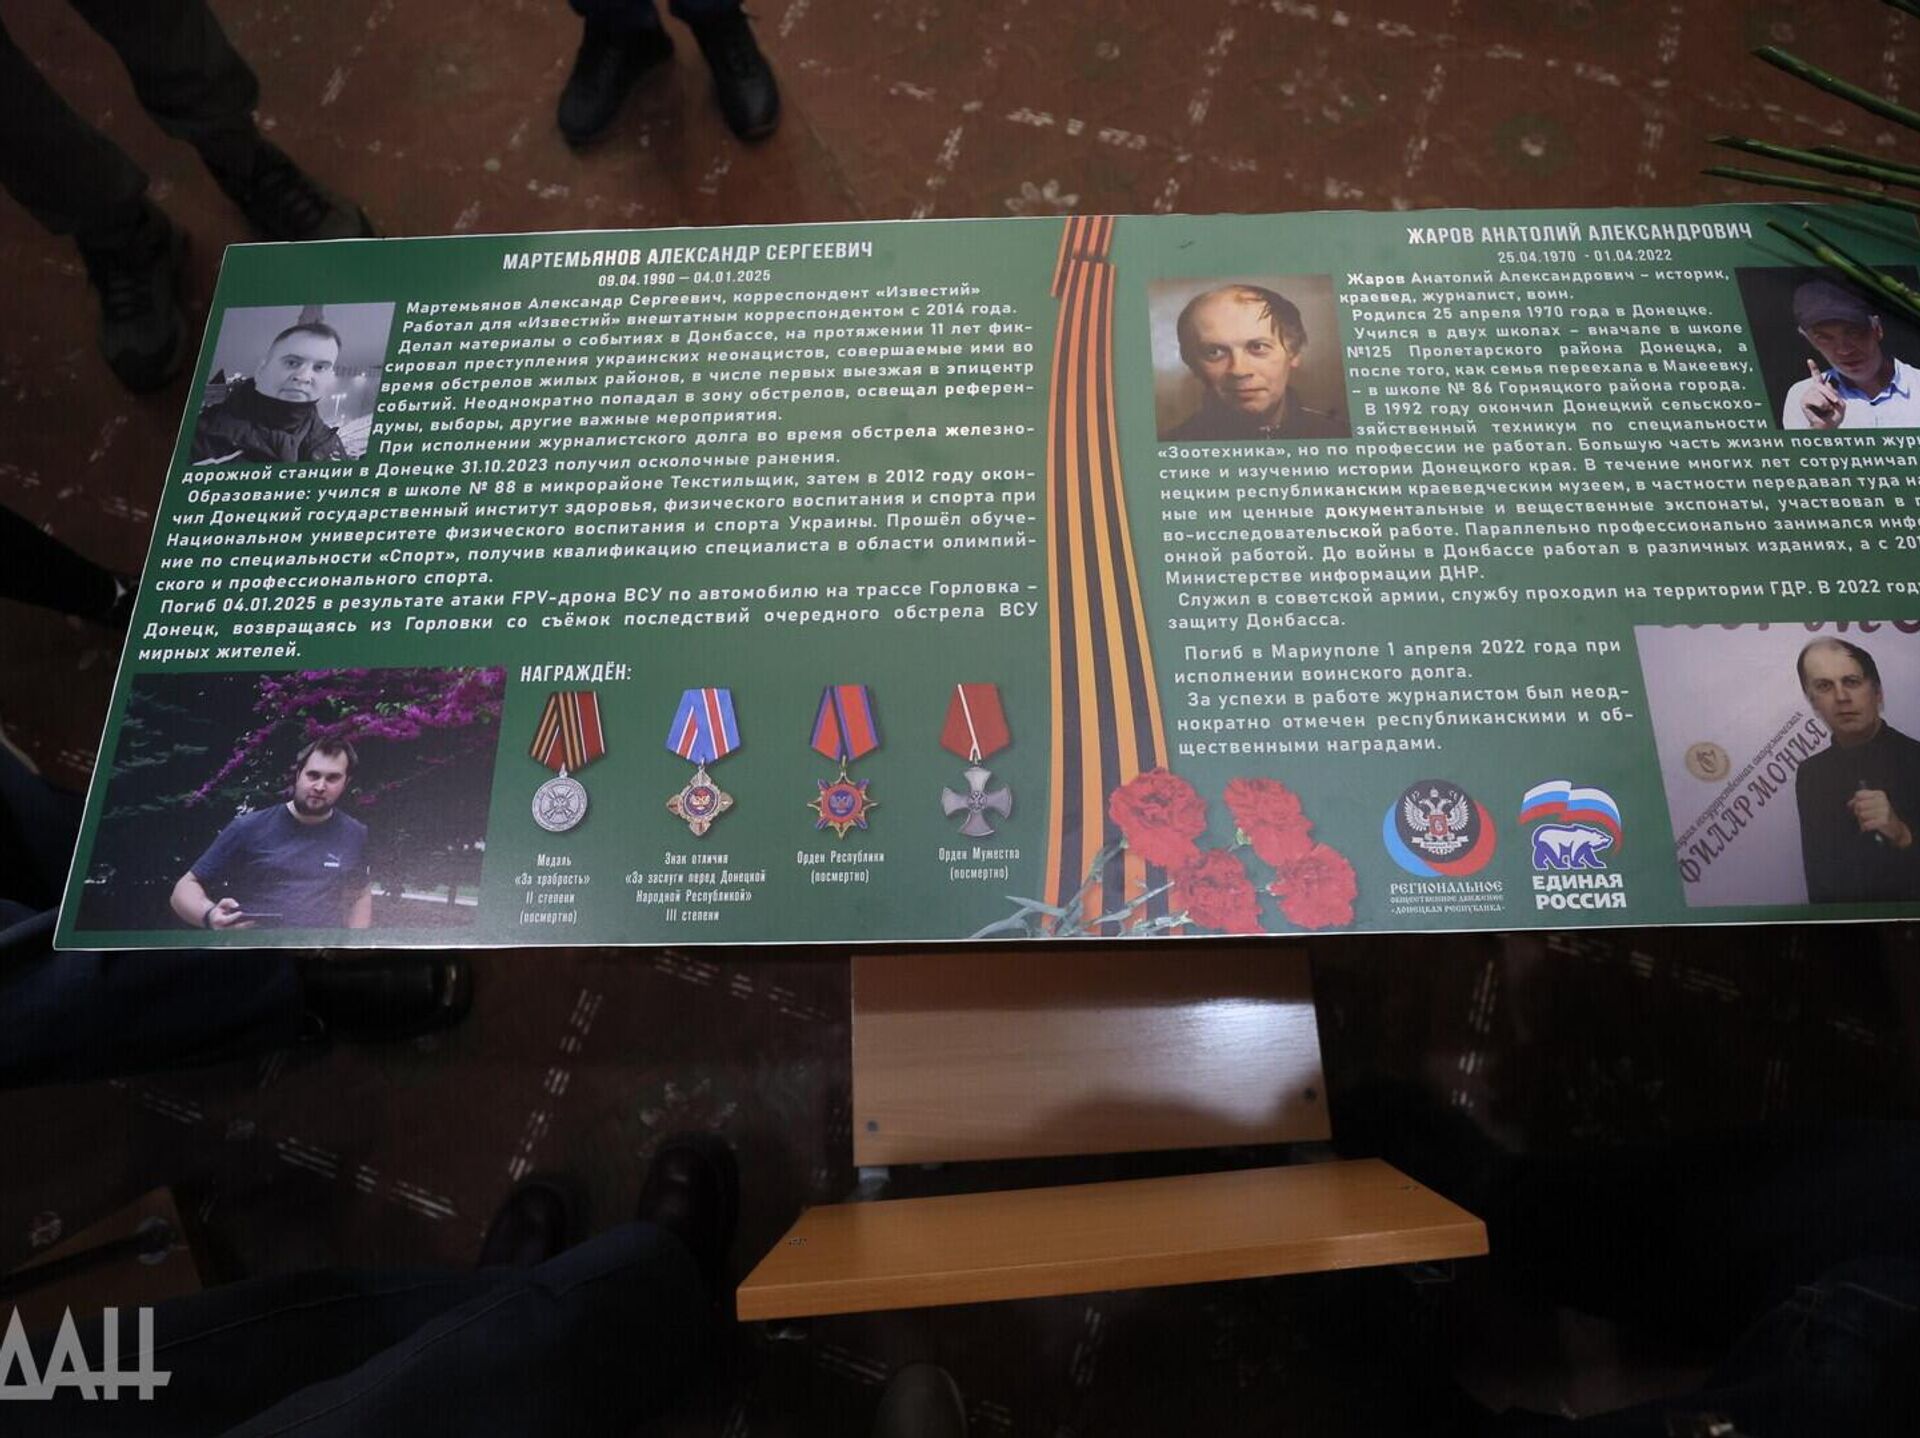 МАРТЕМЬЯНОВ АЛЕКСАНДР СЕРГЕЕВИЧ
09.04.1990 – 04.01.2025
Мартемьянов Александр Сергеевич, корреспондент «Известий»
Работал для «Известий» внештатным корреспондентом с 2014 года.
Делал материалы о событиях в Донбассе, на протяжении 11 лет фик-
сировал преступления украинских неонацистов, совершаемые ими во
время обстрелов жилых районов, в числе первых выезжая в эпицентр
событий. Неоднократно попадал в зону обстрелов, освещал референ-
думы, выборы, другие важные мероприятия.
При исполнении журналистского долга во время обстрела железно-
дорожной станции в Донецке 31.10.2023 получил осколочные ранения.
Образование: учился в школе № 88 в микрорайоне Текстильщик, затем в 2012 году окон-
чил Донецкий государственный институт здоровья, физического воспитания и спорта при
Национальном университете физического воспитания и спорта Украины. Прошёл обуче-
ние по специальности «Спорт», получив квалификацию специалиста в области олимпий-
ского и профессионального спорта.
Погиб 04.01.2025 в результате атаки FPV-дрона ВСУ по автомобилю на трассе Горловка –
Донецк, возвращаясь из Горловки со съёмок последствий очередного обстрела ВСУ
мирных жителей.
НАГРАЖДЁН:
Медаль
«За храбрость»
II степени
(посмертно)
Знак отличия
«За заслуги перед Донецкой
Народной Республикой»
III степени
Орден Республики
(посмертно)
Орден Мужества
(посмертно)
ЖАРОВ АНАТОЛИЙ АЛЕКСАНДРОВИЧ
25.04.1970 - 01.04.2022
Жаров Анатолий Александрович – историк,
краевед, журналист, воин.
Родился 25 апреля 1970 года в Донецке.
Учился в двух школах – вначале в школе
№125 Пролетарского района Донецка, а
после того, как семья переехала в Макеевку,
– в школе № 86 Горняцкого района города.
В 1992 году окончил Донецкий сельскохо-
зяйственный техникум по специальности
«Зоотехника», но по профессии не работал. Большую часть жизни посвятил жур
стике и изучению истории Донецкого края. В течение многих лет сотрудничал
нецким республиканским краеведческим музеем, в частности передавал туда на
ные им ценные документальные и вещественные экспонаты, участвовал в
во-исследовательской работе. Параллельно профессионально занимался инф
онной работой. До войны в Донбассе работал в различных изданиях, а с 201
Министерстве информации ДНР.
Служил в советской армии, службу проходил на территории ГДР. В 2022 год
защиту Донбасса.
Погиб в Мариуполе 1 апреля 2022 года при
исполнении воинского долга.
За успехи в работе журналистом был неод-
нократно отмечен республиканскими и об-
щественными наградами.
РЕГИОНАЛЬНОЕ
ОБЩЕСТВЕННОЕ ДВИЖЕНИЕ
«ДОНЕЦКАЯ РЕСПУБЛИКА»
ЕДИНАЯ
РОССИЯ
государственная академическая
ФИЛАРМОНИЯ
ДАН